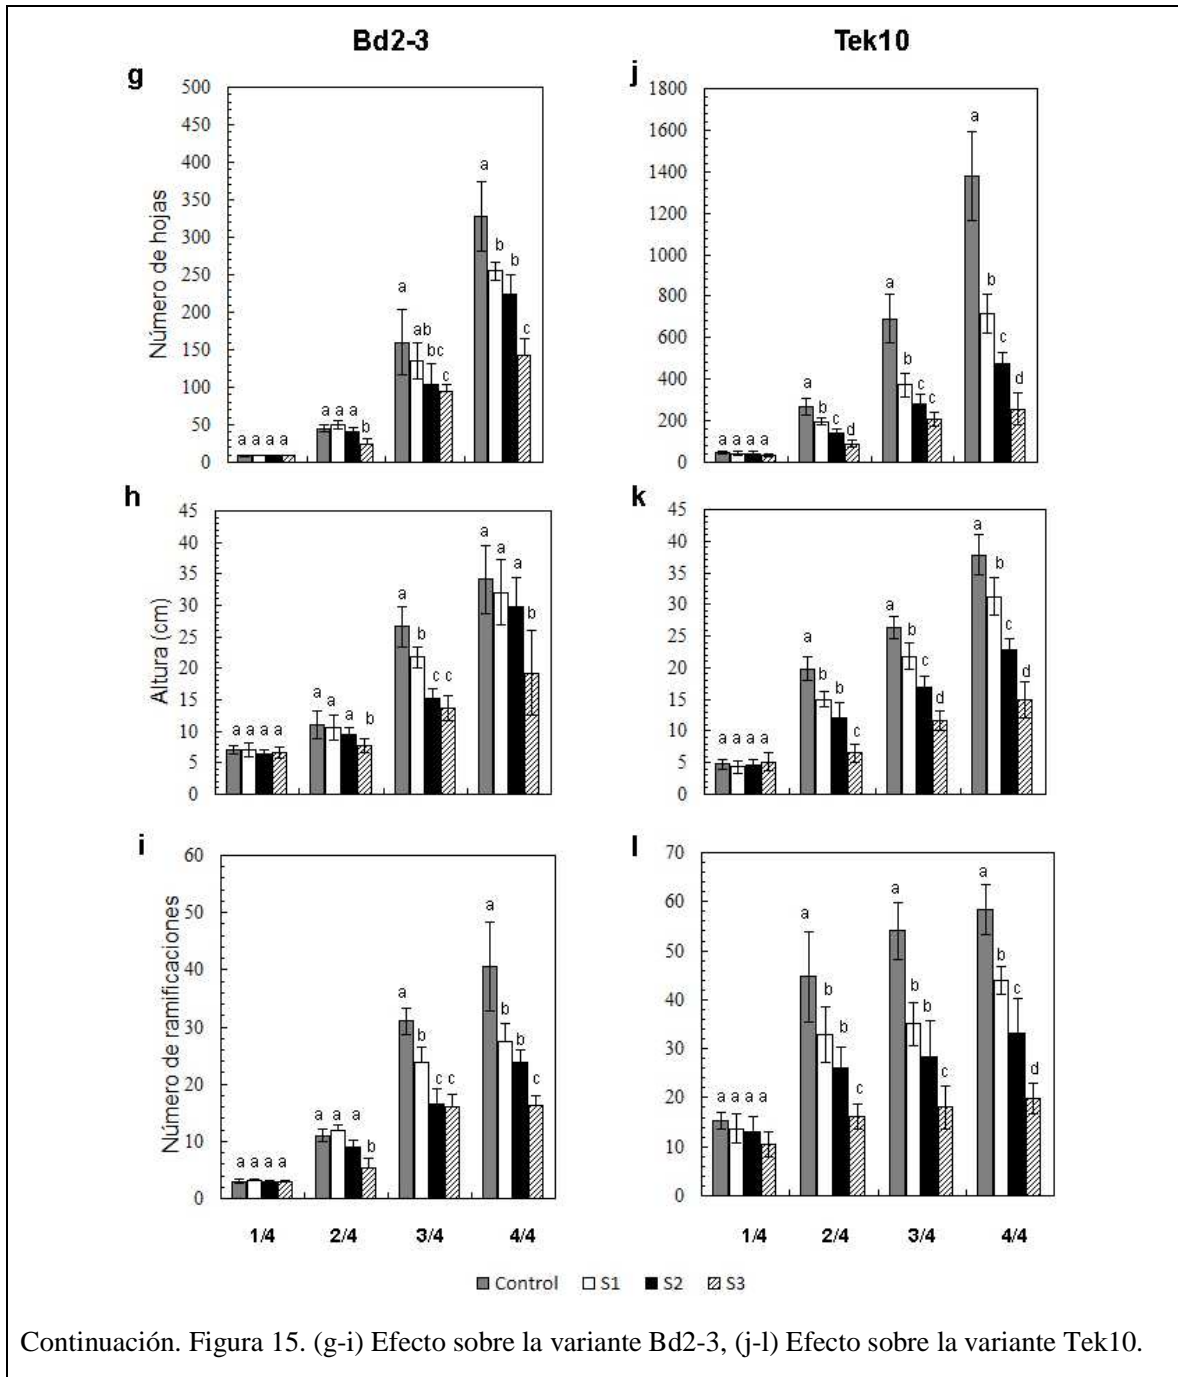 Bd2-3
Tek10
g
500
450
400
350
300
250
200
150
100
50
0
Número de hojas
a a a a
a a a b
a ab bc c
a b b c
j
1800
1600
1400
1200
1000
800
600
400
200
0
a a a a
a b c d
a b c c
a b c d
h
45
40
35
30
25
20
15
10
5
0
Altura (cm)
a a a a
a a a b
a b c c
a a a b
k
45
40
35
30
25
20
15
10
5
0
a a a a
a b b c
a b c d
a b c d
i
60
50
40
30
20
10
0
Número de ramificaciones
a a a a
a a a b
a b c c
a b b c
1/4 2/4 3/4 4/4
l
70
60
50
40
30
20
10
0
a a a a
a b b c
a b b c
a b c d
1/4 2/4 3/4 4/4
Control S1 S2 S3
Continuación. Figura 15. (g-i) Efecto sobre la variante Bd2-3, (j-l) Efecto sobre la variante Tek10.